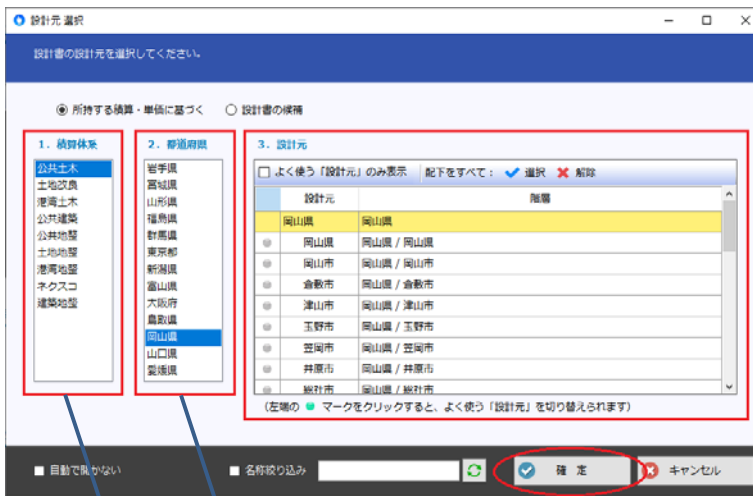 設計元 選択
設計書の設計元を選択してください。
所持する積算・単価に基づく 設計書の候補
1. 積算体系
公共土木
土地改良
港湾土木
公共建築
公共地整
土地地整
港湾地整
ネクスコ
建築地整
2. 都道府県
岩手県
宮城県
山形県
福島県
群馬県
東京都
新潟県
富山県
大阪府
鳥取県
岡山県
山口県
愛媛県
3. 設計元
よく使う「設計元」のみ表示 配下をすべて: 選択 解除
設計元 階層
岡山県 岡山県
岡山県 岡山県 / 岡山県
岡山市 岡山県 / 岡山市
倉敷市 岡山県 / 倉敷市
津山市 岡山県 / 津山市
玉野市 岡山県 / 玉野市
笠岡市 岡山県 / 笠岡市
井原市 岡山県 / 井原市
総社市 岡山県 / 総社市
(左端の マークをクリックすると、よく使う「設計元」を切り替えられます)
自動で開かない 名称絞り込み 確 定 キャンセル